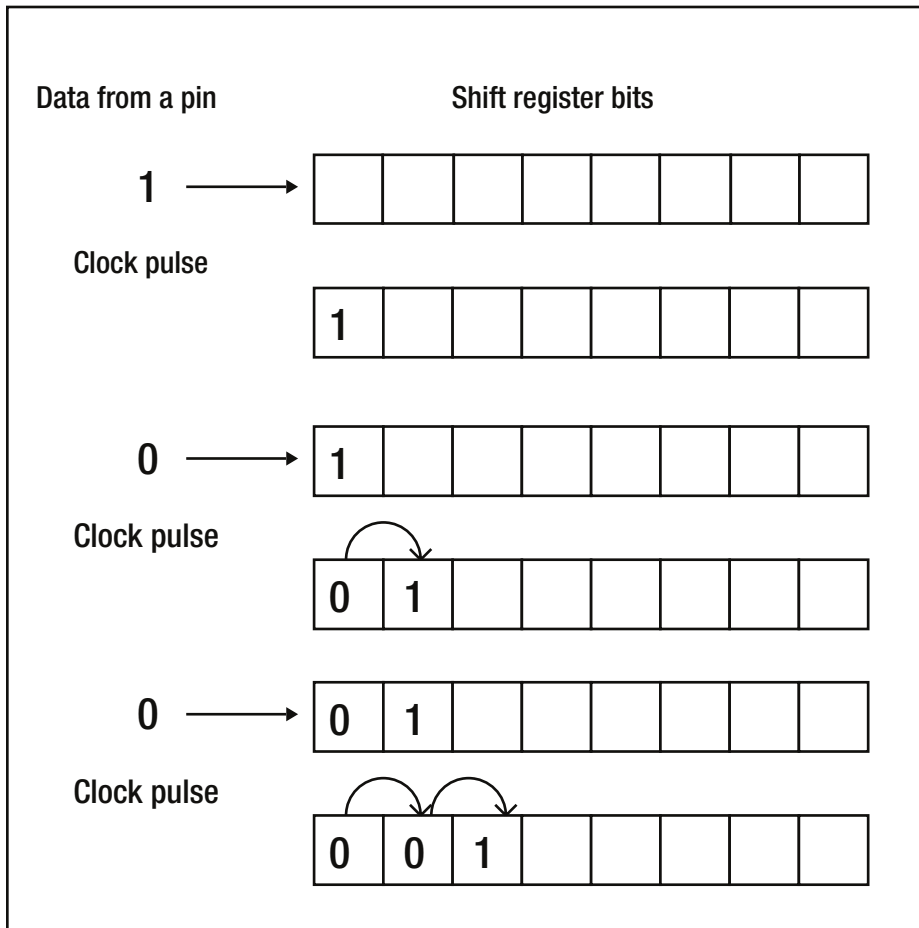 Data from a pin Shift register bits
1
Clock pulse
1
0 1
Clock pulse
0 1
0 0 1
Clock pulse
0 0 1